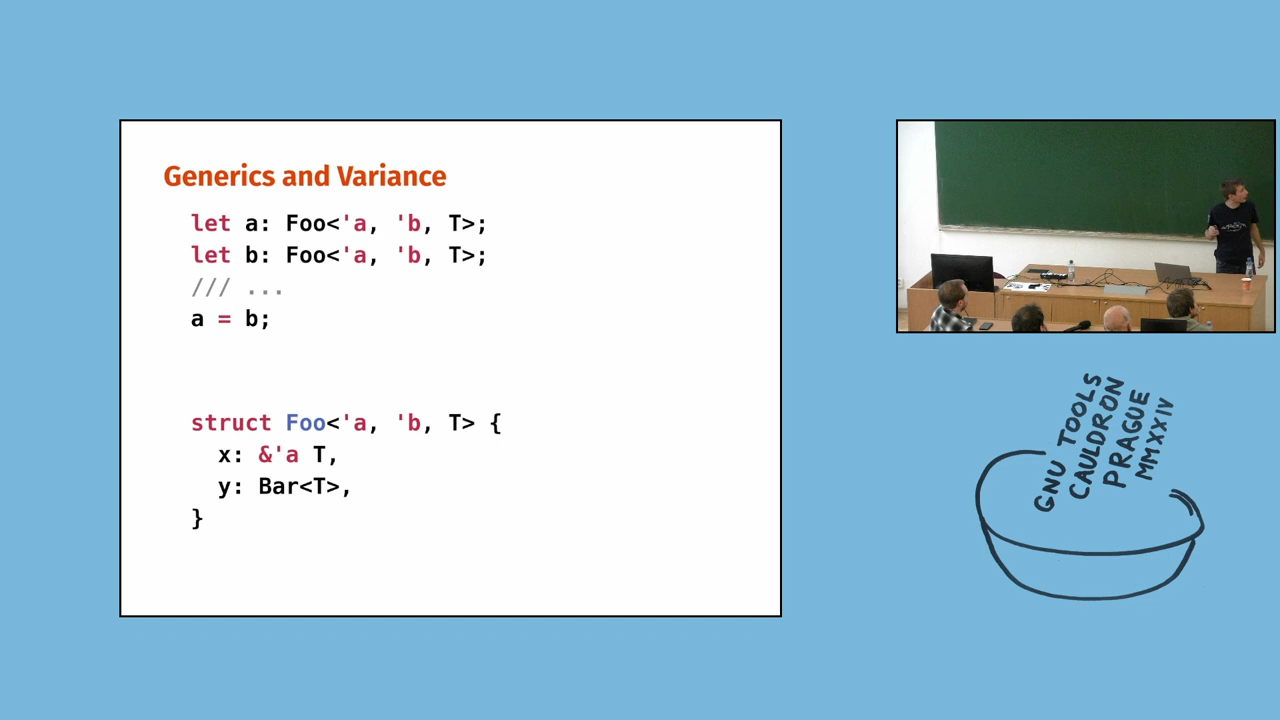 Generics and Variance
let a: Foo<'a, 'b, T>;
let b: Foo<'a, 'b, T>;
/// ...
a = b;
struct Foo<'a, 'b, T> {
x: &'a T,
y: Bar<T>,
}
GNU TOOLS
CAULDRON
PRAGUE
MMXXIV